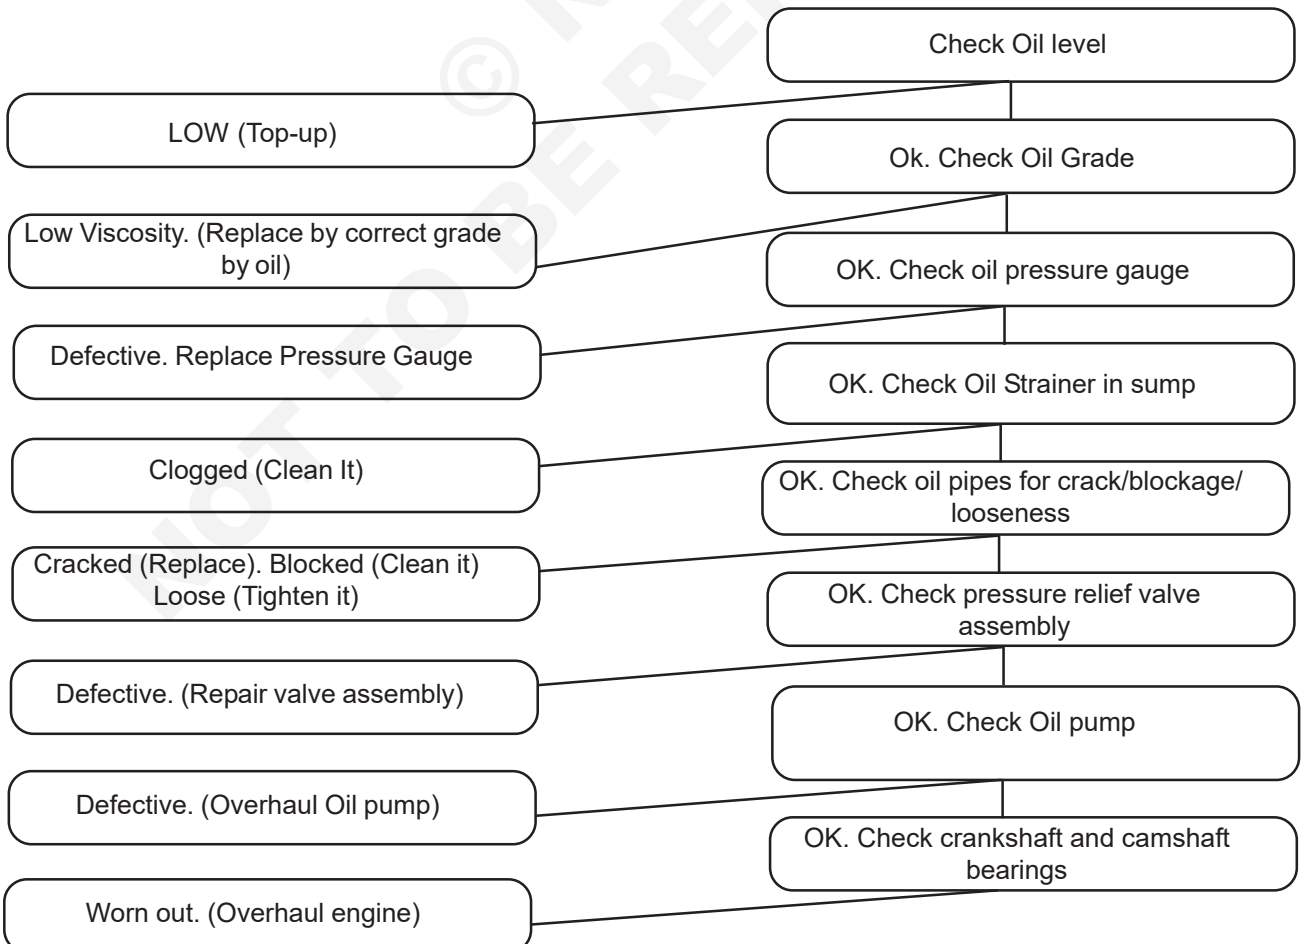 Check Oil level
LOW (Top-up)
Ok. Check Oil Grade
Low Viscosity. (Replace by correct grade
by oil)
OK. Check oil pressure gauge
Defective. Replace Pressure Gauge
OK. Check Oil Strainer in sump
Clogged (Clean It)
OK. Check oil pipes for crack/blockage/
looseness
Cracked (Replace). Blocked (Clean it)
Loose (Tighten it)
OK. Check pressure relief valve
assembly
Defective. (Repair valve assembly)
OK. Check Oil pump
Defective. (Overhaul Oil pump)
OK. Check crankshaft and camshaft
bearings
Worn out. (Overhaul engine)
©
NOT TO BE